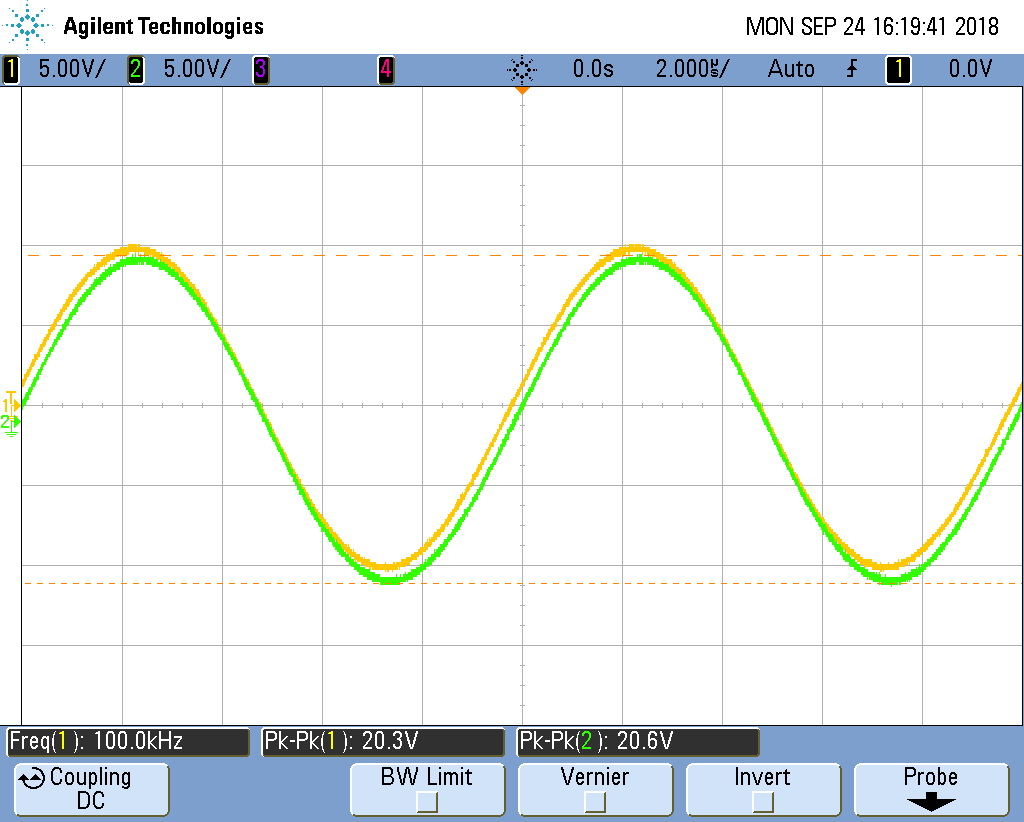 Agilent Technologies MON SEP 24 16:19:41 2018
1 5.00V/ 2 5.00V/ 3 4 0.0s 2.000µs/ Auto 1 0.0V
T
1
2
Freq(1): 100.0kHz Pk-Pk(1): 20.3V Pk-Pk(2): 20.6V
Coupling BW Limit Vernier Invert Probe
DC